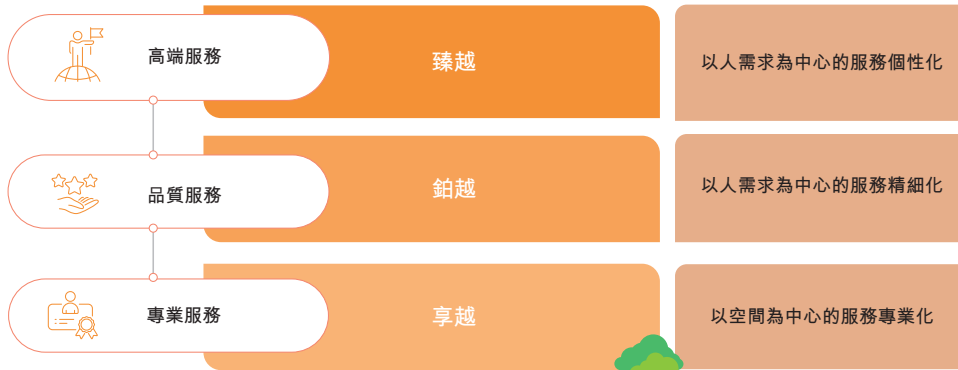 高端服務
臻越
以人需求為中心的服務個性化
品質服務
鉑越
以人需求為中心的服務精細化
專業服務
享越
以空間為中心的服務專業化